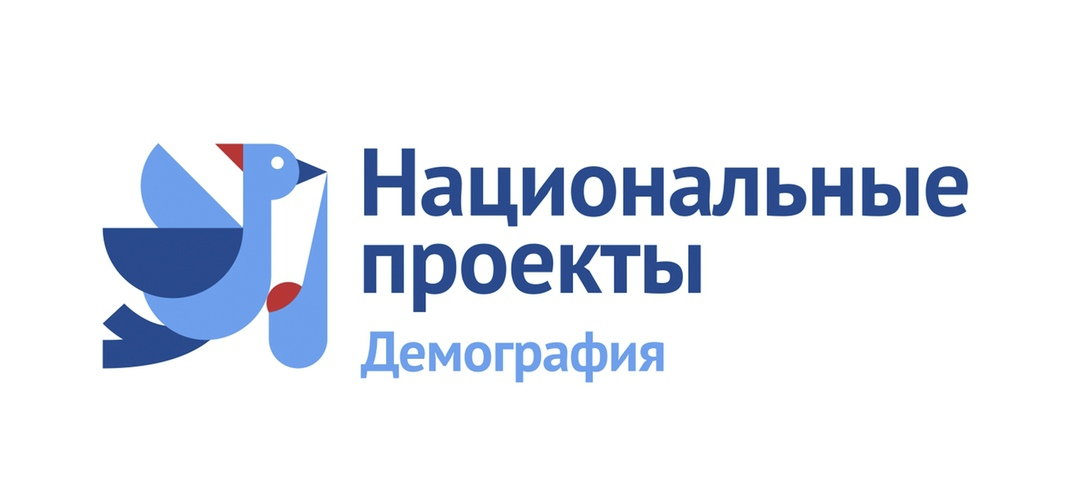 Национальные
проекты
Демография